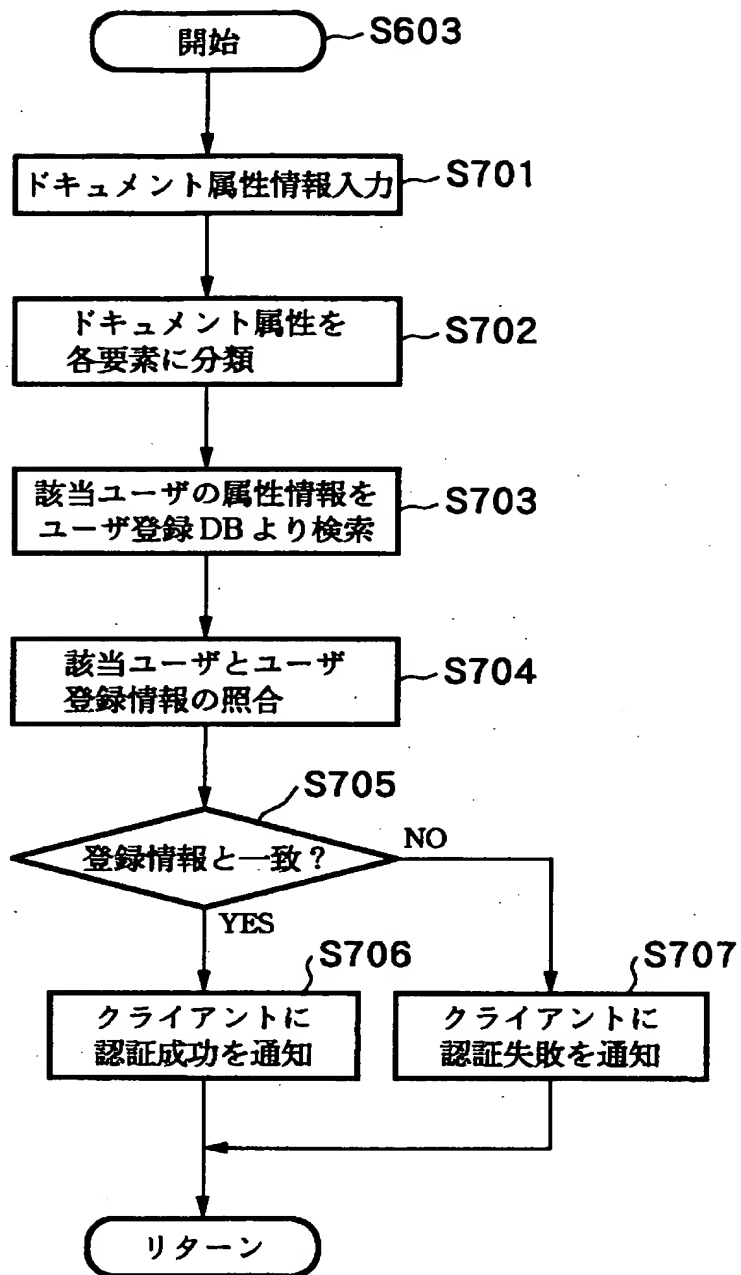 開始
S603
ドキュメント属性情報入力
S701
ドキュメント属性を
各要素に分類
S702
該当ユーザの属性情報を
ユーザ登録DBより検索
S703
該当ユーザとユーザ
登録情報の照合
S704
S705
登録情報と一致？
NO
YES
S706
クライアントに
認証成功を通知
S707
クライアントに
認証失敗を通知
リターン